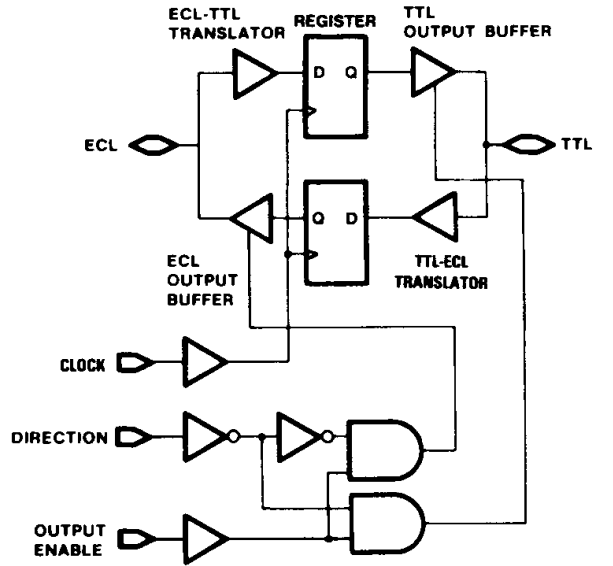 ECL-TTL
TRANSLATOR
REGISTER
TTL
OUTPUT BUFFER
D Q
ECL
TTL
Q D
ECL
OUTPUT
BUFFER
TTL-ECL
TRANSLATOR
CLOCK
DIRECTION
OUTPUT
ENABLE